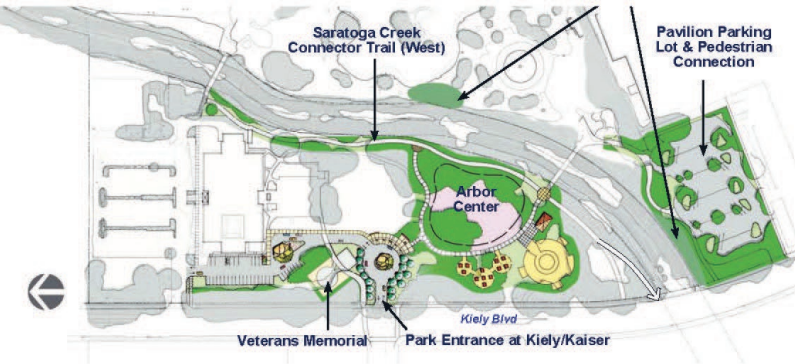 Saratoga Creek
Connector Trail (West)
Pavilion Parking
Lot & Pedestrian
Connection
Arbor
Center
Kiely Blvd
Veterans Memorial
Park Entrance at Kiely/Kaiser